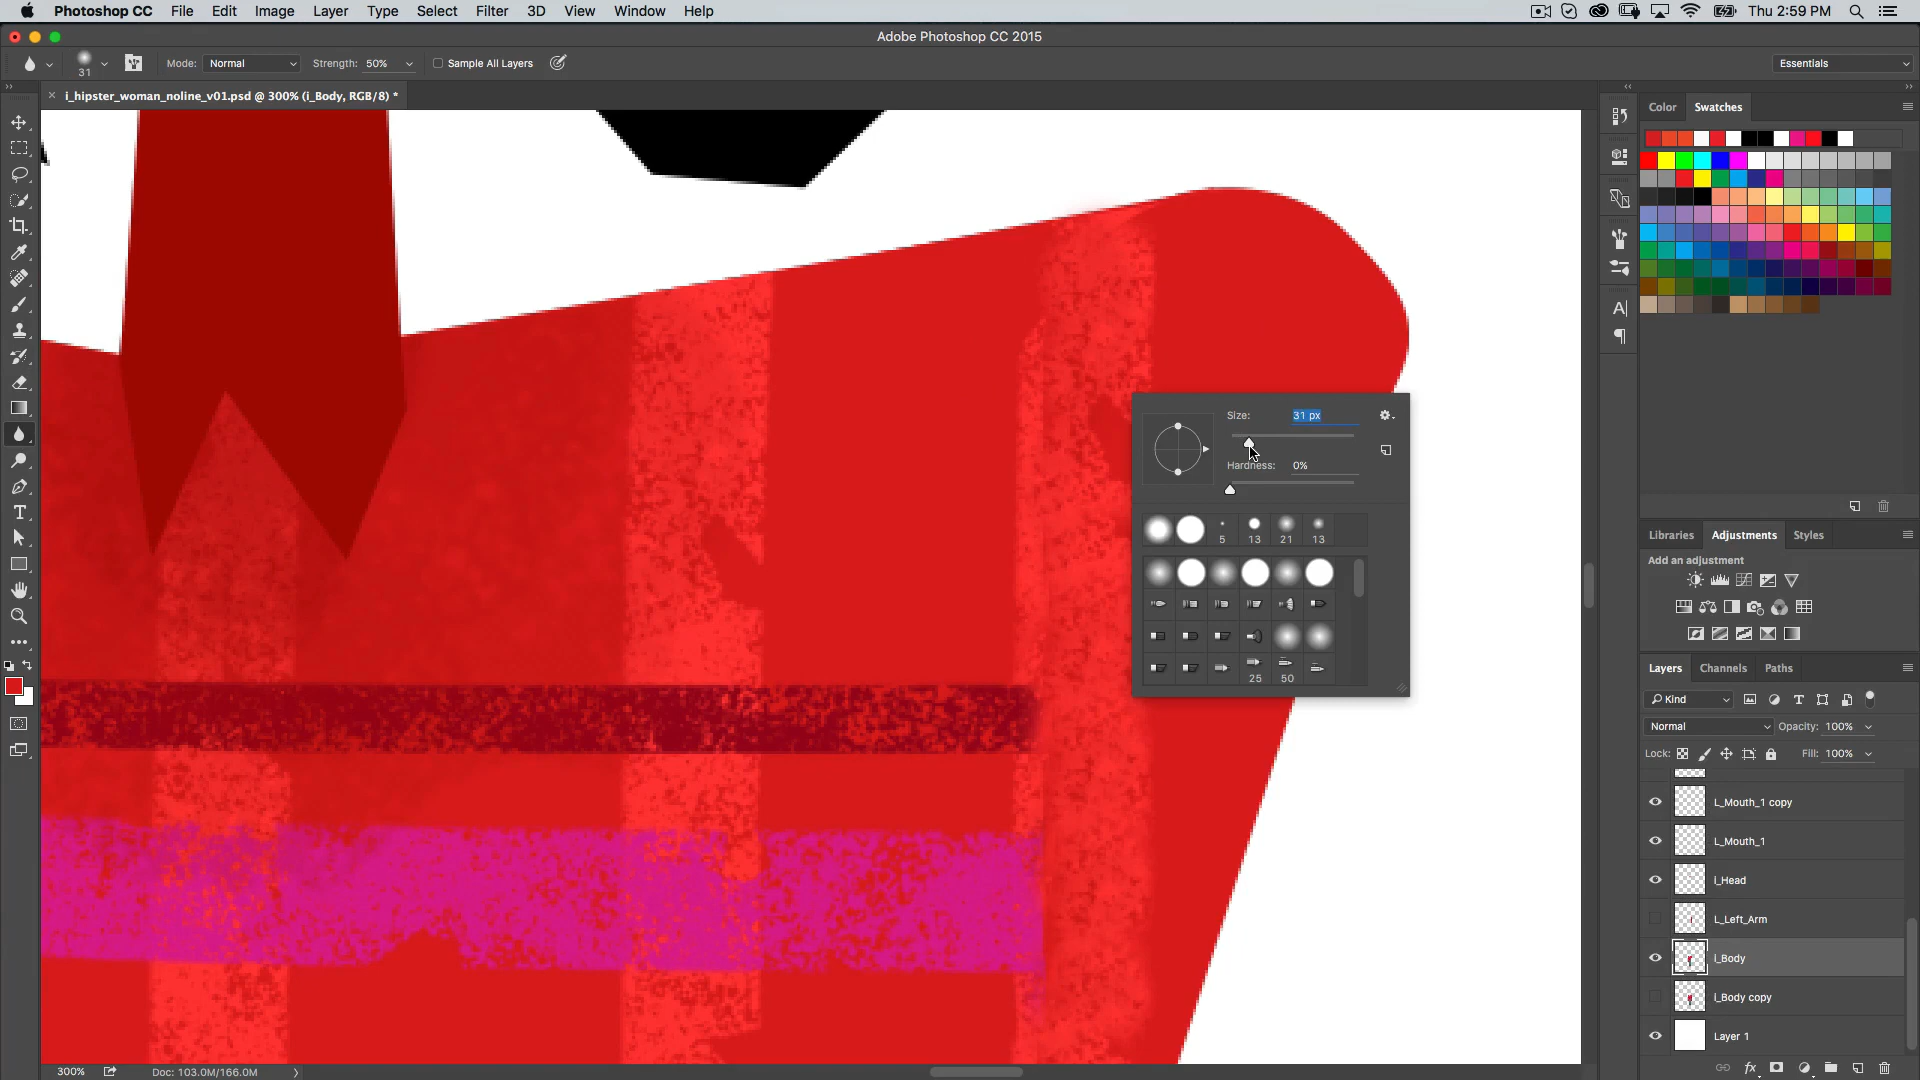 Photoshop CC File Edit Image Layer Type Select Filter 3D View Window Help Thu 2:59 PM
Adobe Photoshop CC 2015
31 Mode: Normal Strength: 50% Sample All Layers Essentials
i_hipster_woman_noline_v01.psd @ 300% (i_Body, RGB/8) *
Color Swatches
Size: 31 px
Hardness: 0%
5 13 21 13
25 50
Libraries Adjustments Styles
Add an adjustment
Layers Channels Paths
Kind
Normal Opacity: 100%
Lock: Fill: 100%
L_Mouth_1 copy
L_Mouth_1
i_Head
L_Left_Arm
i_Body
i_Body copy
Layer 1
300% Doc: 103.0M/166.0M